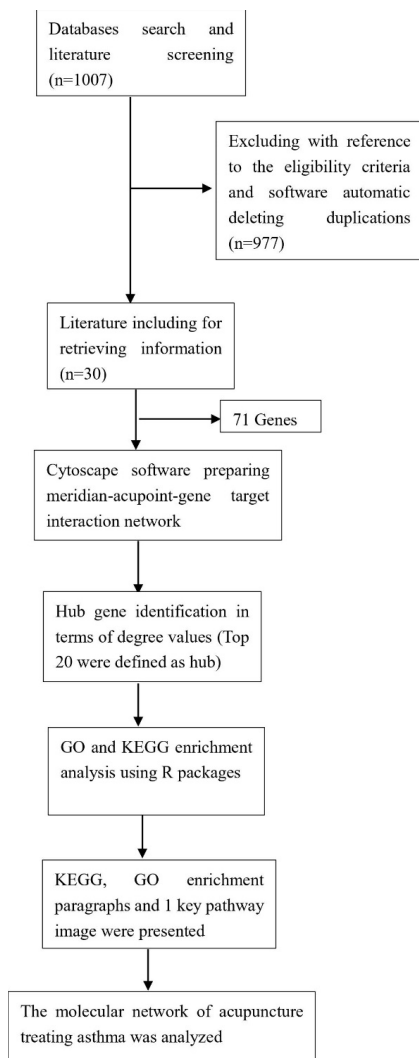 Databases search and
literature screening
(n=1007)
Excluding with reference
to the eligibility criteria
and software automatic
deleting duplications
(n=977)
Literature including for
retrieving information
(n=30)
71 Genes
Cytoscape software preparing
meridian-acupoint-gene target
interaction network
Hub gene identification in
terms of degree values (Top
20 were defined as hub)
GO and KEGG enrichment
analysis using R packages
KEGG, GO enrichment
paragraphs and 1 key pathway
image were presented
The molecular network of acupuncture
treating asthma was analyzed